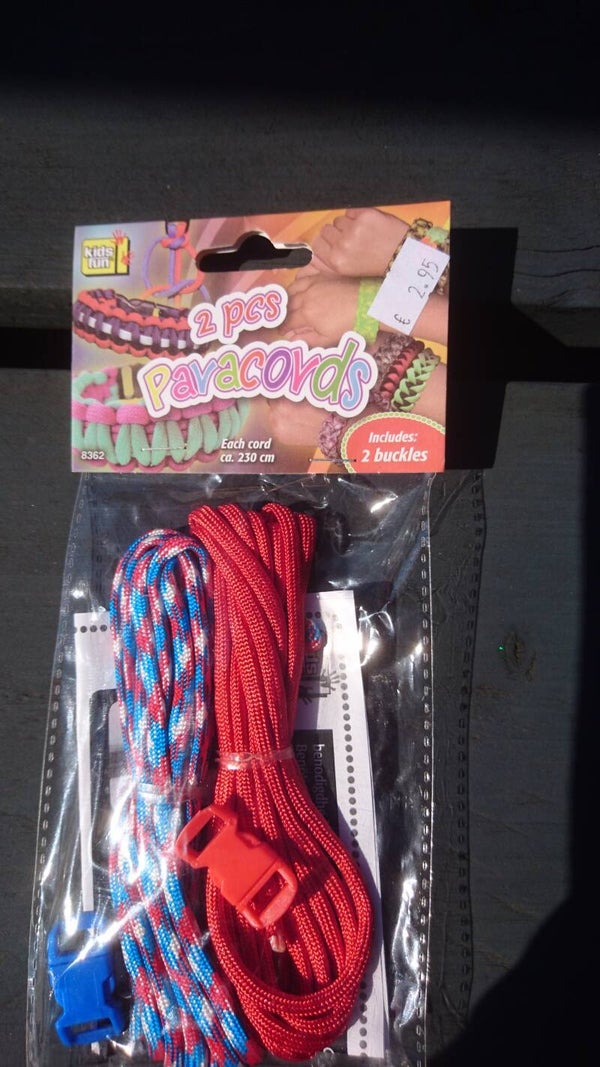 kids
fun
2 pcs
Paracords
€ 2.95
8362
Each cord
ca. 230 cm
Includes:
2 buckles